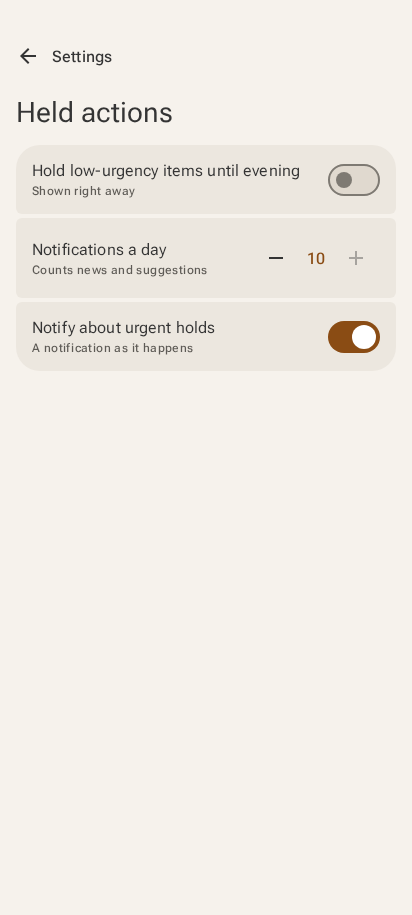 Settings
Held actions
Hold low-urgency items until evening
Shown right away
Notifications a day
Counts news and suggestions
10
Notify about urgent holds
A notification as it happens